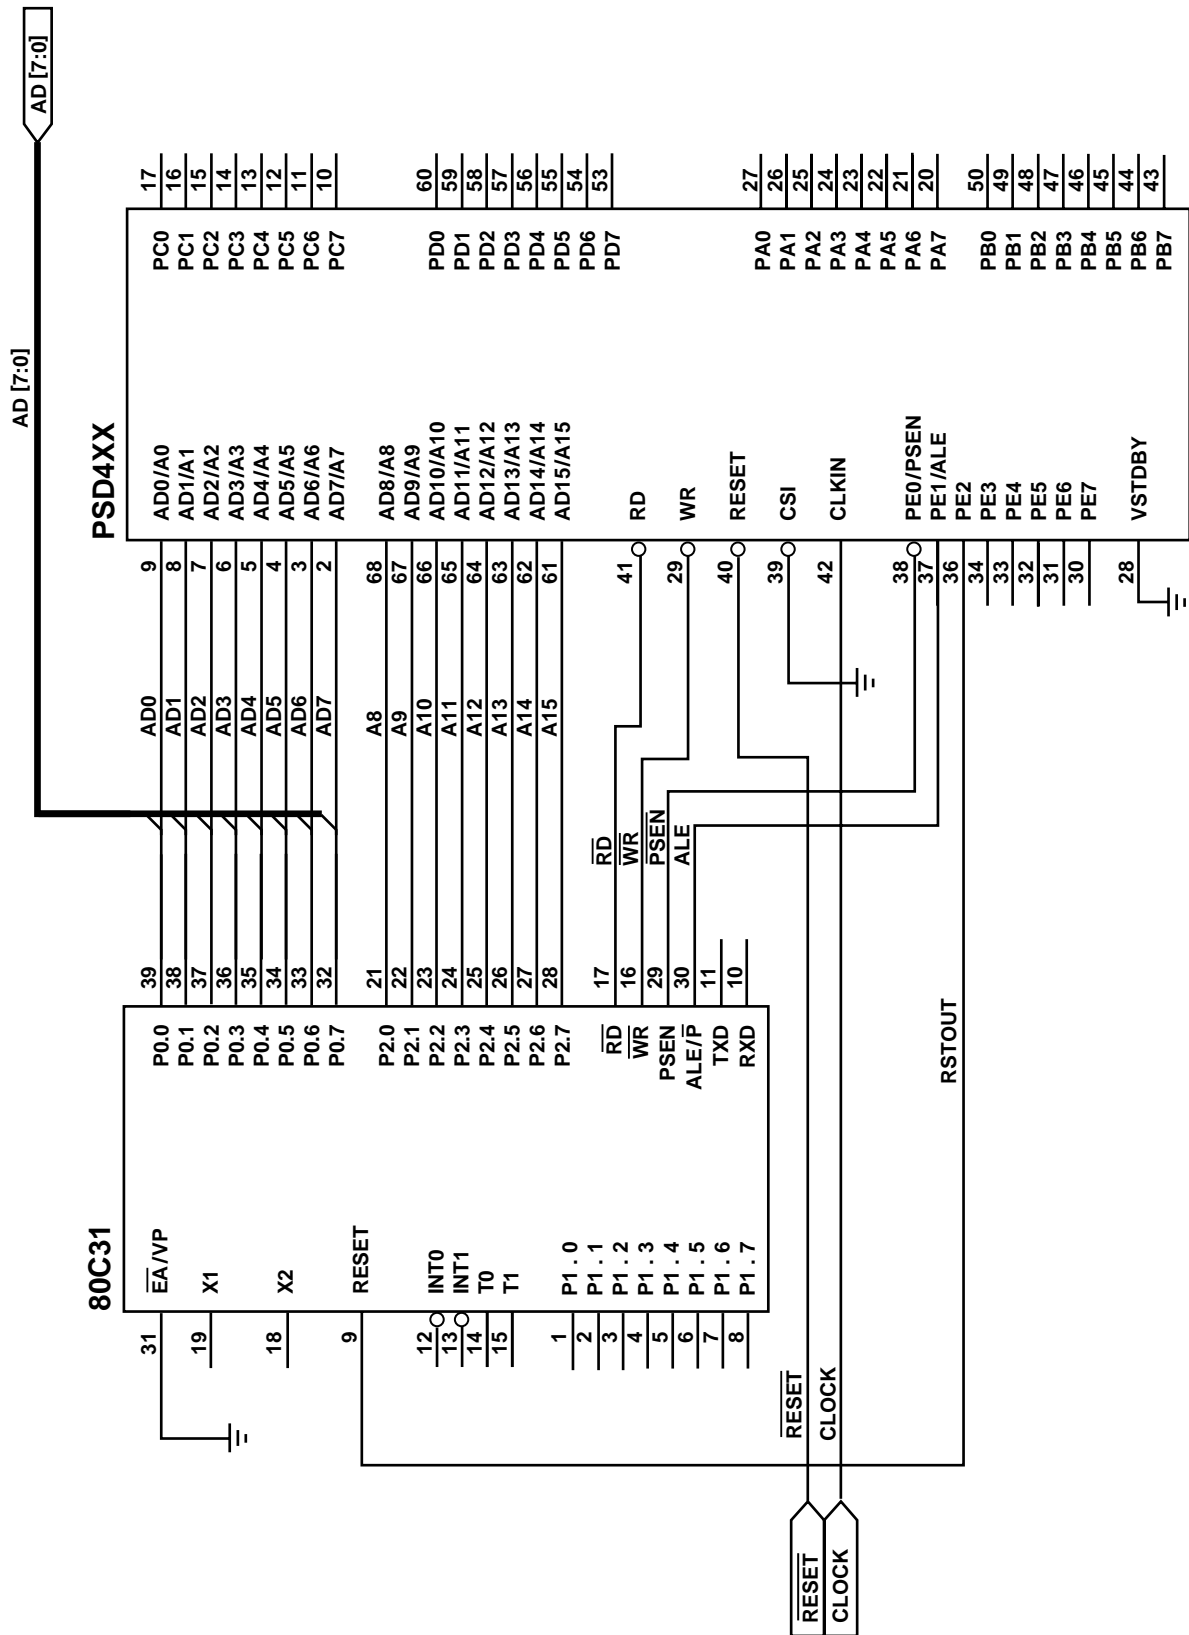 AD [7:0]
AD [7:0]
80C31
31 E̅A̅/VP
19 X1
18 X2
9 RESET
12 INT0
13 INT1
14 T0
15 T1
1 P1.0
2 P1.1
3 P1.2
4 P1.3
5 P1.4
6 P1.5
7 P1.6
8 P1.7
P0.0 39
P0.1 38
P0.2 37
P0.3 36
P0.4 35
P0.5 34
P0.6 33
P0.7 32
P2.0 21
P2.1 22
P2.2 23
P2.3 24
P2.4 25
P2.5 26
P2.6 27
P2.7 28
R̅D̅ 17
W̅R̅ 16
PSEN 29
ALE/P̅ 30
TXD 11
RXD 10
AD0
AD1
AD2
AD3
AD4
AD5
AD6
AD7
A8
A9
A10
A11
A12
A13
A14
A15
R̅D̅
W̅R̅
P̅S̅E̅N̅
ALE
PSD4XX
9 AD0/A0
8 AD1/A1
7 AD2/A2
6 AD3/A3
5 AD4/A4
4 AD5/A5
3 AD6/A6
2 AD7/A7
68 AD8/A8
67 AD9/A9
66 AD10/A10
65 AD11/A11
64 AD12/A12
63 AD13/A13
62 AD14/A14
61 AD15/A15
41 RD
29 WR
40 RESET
39 CSI
42 CLKIN
38 PE0/PSEN
37 PE1/ALE
36 PE2
34 PE3
33 PE4
32 PE5
31 PE6
30 PE7
28 VSTDBY
PC0 17
PC1 16
PC2 15
PC3 14
PC4 13
PC5 12
PC6 11
PC7 10
PD0 60
PD1 59
PD2 58
PD3 57
PD4 56
PD5 55
PD6 54
PD7 53
PA0 27
PA1 26
PA2 25
PA3 24
PA4 23
PA5 22
PA6 21
PA7 20
PB0 50
PB1 49
PB2 48
PB3 47
PB4 46
PB5 45
PB6 44
PB7 43
R̅E̅S̅E̅T̅ R̅E̅S̅E̅T̅
CLOCK CLOCK
RSTOUT